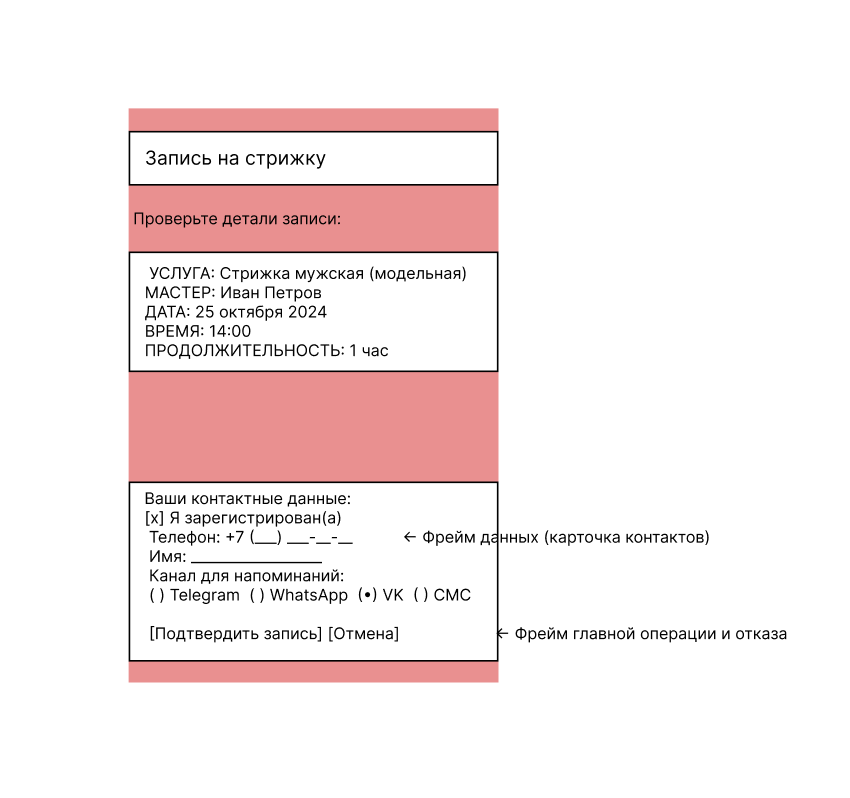 Запись на стрижку
Проверьте детали записи:
УСЛУГА: Стрижка мужская (модельная)
МАСТЕР: Иван Петров
ДАТА: 25 октября 2024
ВРЕМЯ: 14:00
ПРОДОЛЖИТЕЛЬНОСТЬ: 1 час
Ваши контактные данные:
[x] Я зарегистрирован(а)
Телефон: +7 (___) ___-__-__ ← Фрейм данных (карточка контактов)
Имя: _______________
Канал для напоминаний:
( ) Telegram ( ) WhatsApp (•) VK ( ) СМС
[Подтвердить запись] [Отмена] ← Фрейм главной операции и отказа